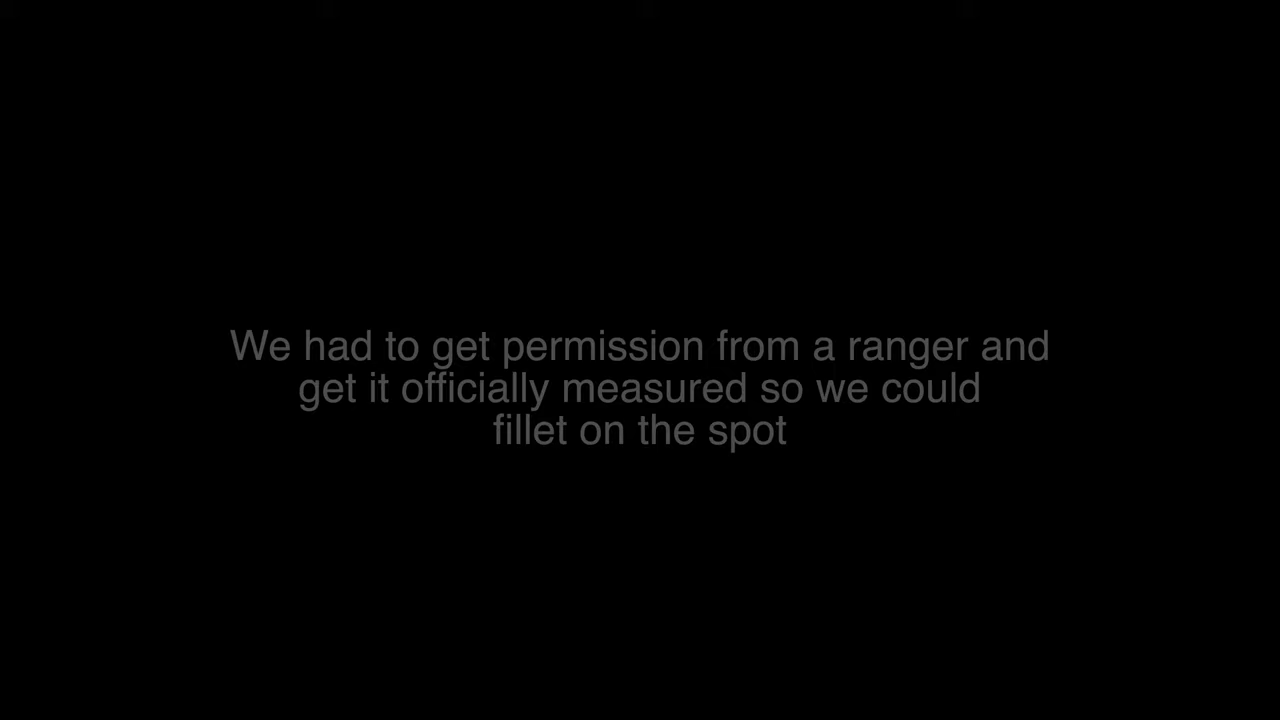 We had to get permission from a ranger and
get it officially measured so we could
fillet on the spot